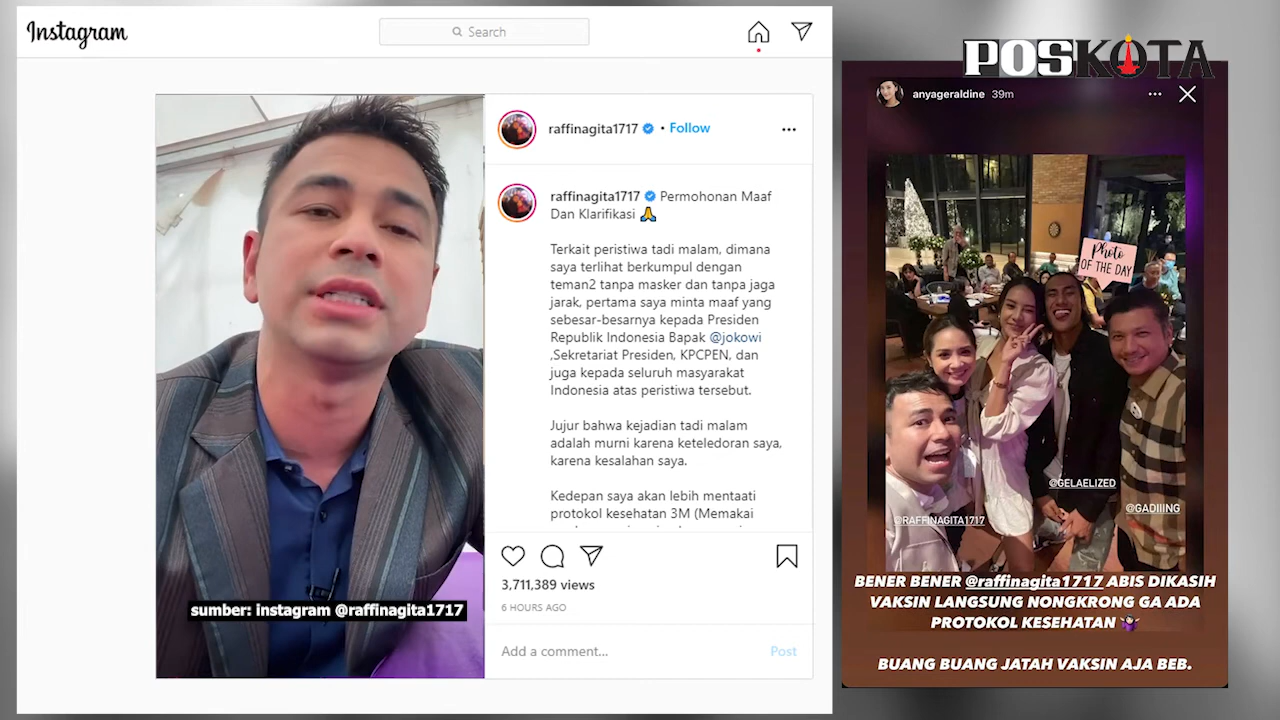 Instagram
Search
POSKOTA
raffinagita1717 • Follow
raffinagita1717 Permohonan Maaf
Dan Klarifikasi 🙏
Terkait peristiwa tadi malam, dimana
saya terlihat berkumpul dengan
teman2 tanpa masker dan tanpa jaga
jarak, pertama saya minta maaf yang
sebesar-besarnya kepada Presiden
Republik Indonesia Bapak @jokowi
,Sekretariat Presiden, KPCPEN, dan
juga kepada seluruh masyarakat
Indonesia atas peristiwa tersebut.
Jujur bahwa kejadian tadi malam
adalah murni karena keteledoran saya,
karena kesalahan saya.
Kedepan saya akan lebih mentaati
protokol kesehatan 3M (Memakai
3,711,389 views
6 HOURS AGO
Add a comment...
Post
sumber: instagram @raffinagita1717
anyageraldine 39m
Photo
OF THE DAY
@GELAELIZED
@GADIIING
@RAFFINAGITA1717
BENER BENER @raffinagita1717 ABIS DIKASIH
VAKSIN LANGSUNG NONGKRONG GA ADA
PROTOKOL KESEHATAN 🤷‍♀️
BUANG BUANG JATAH VAKSIN AJA BEB.